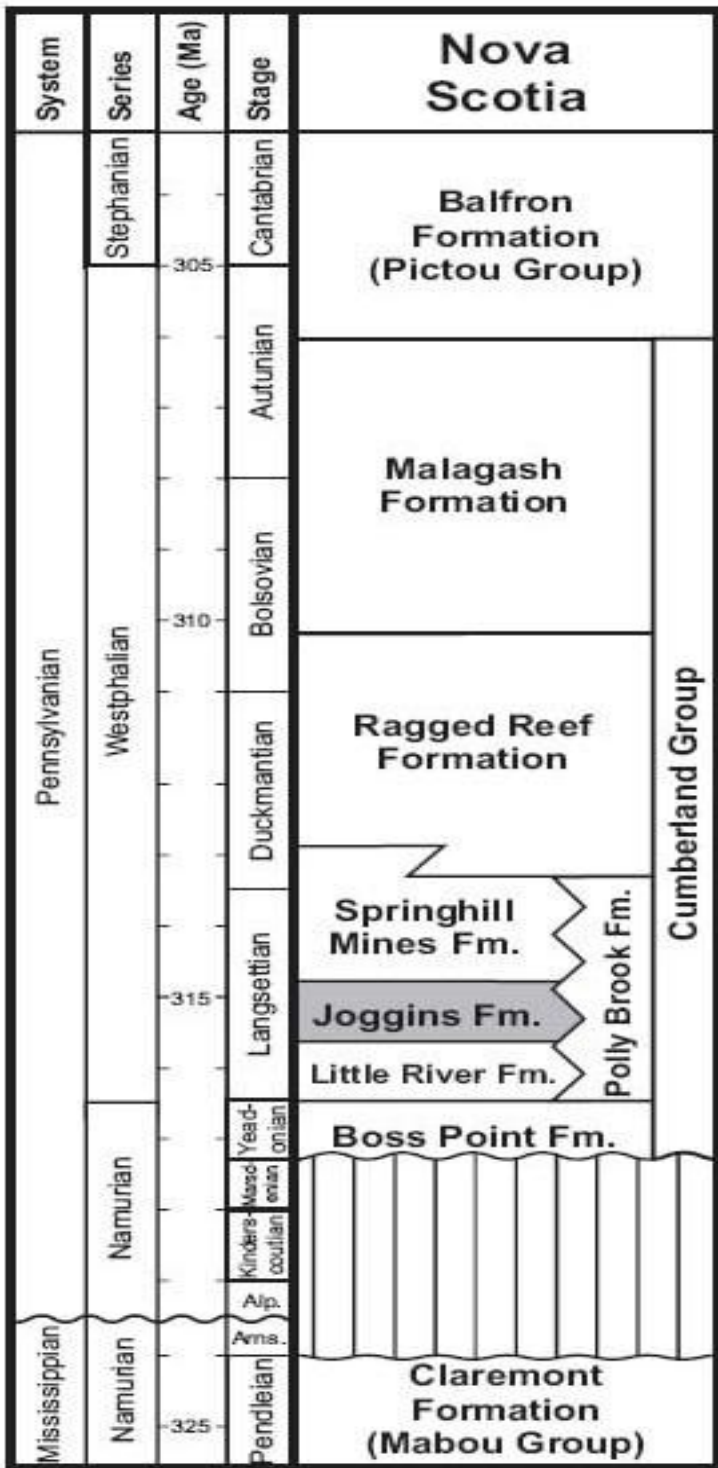 System
Series
Age (Ma)
Stage
Nova
Scotia
Pennsylvanian
Mississippian
Stephanian
Westphalian
Namurian
Namurian
305
310
315
325
Cantabrian
Autunian
Bolsovian
Duckmantian
Langsettian
Yead-
onian
Marsd-
enian
Kinders-
coutian
Alp.
Arns.
Pendleian
Balfron
Formation
(Pictou Group)
Malagash
Formation
Ragged Reef
Formation
Springhill
Mines Fm.
Joggins Fm.
Little River Fm.
Polly Brook Fm.
Boss Point Fm.
Cumberland Group
Claremont
Formation
(Mabou Group)